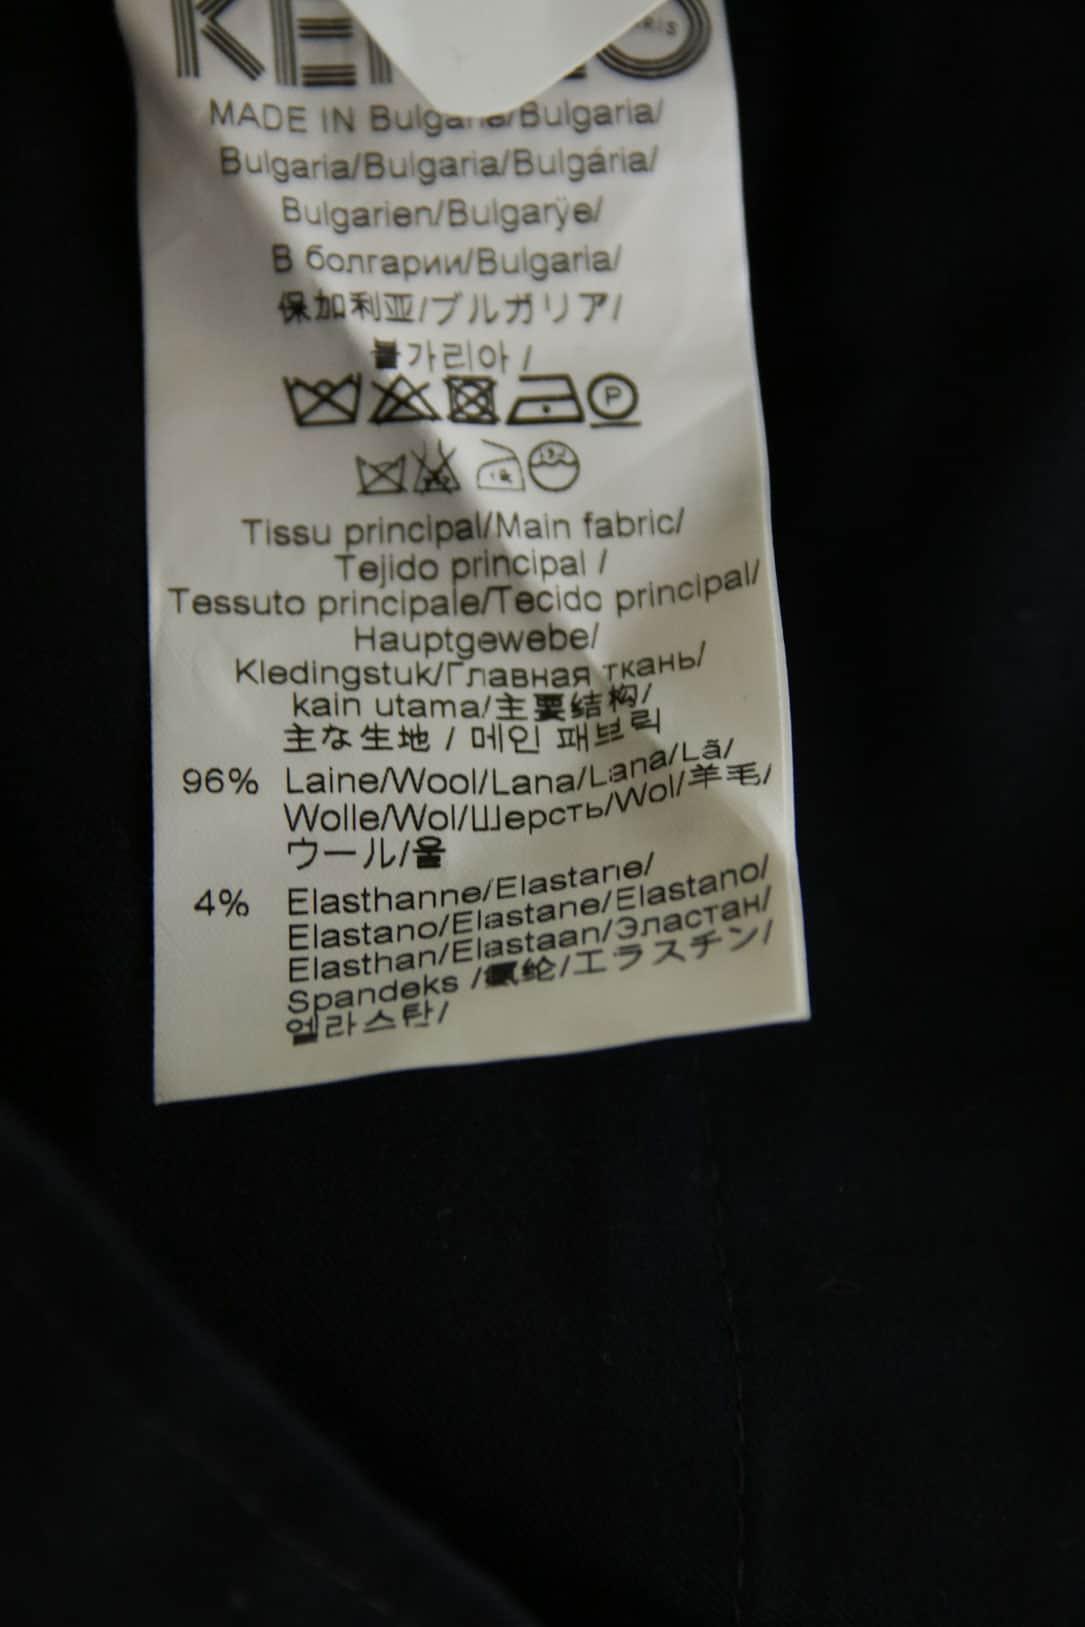 MADE IN Bulgaria/Bulgaria/
Bulgaria/Bulgaria/Bulgária/
Bulgarien/Bulgarÿe/
В болгарии/Bulgaria/
保加利亚/ブルガリア/
불가리아 /
P
Tissu principal/Main fabric/
Tejido principal /
Tessuto principale/Tecido principal/
Hauptgewebe/
Kledingstuk/Главная ткань/
kain utama/主要结构/
主な生地 / 메인 패브릭
96% Laine/Wool/Lana/Lana/Lã/
Wolle/Wol/Шерсть/Wol/羊毛/
ウール/울
4% Elasthanne/Elastane/
Elastano/Elastane/Elastano/
Elasthan/Elastaan/Эластан/
Spandeks /氨纶/エラスチン/
엘라스탄/